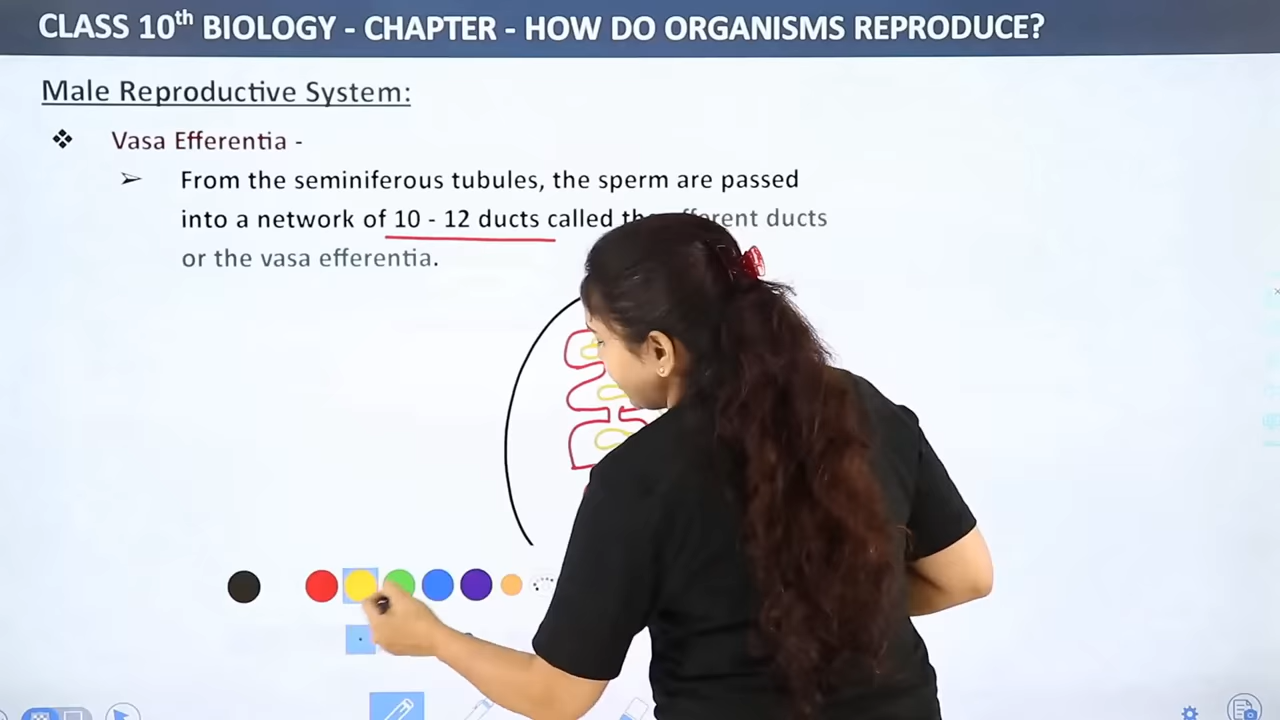 CLASS 10th BIOLOGY - CHAPTER - HOW DO ORGANISMS REPRODUCE?
Male Reproductive System:
❖ Vasa Efferentia -
➢ From the seminiferous tubules, the sperm are passed
into a network of 10 - 12 ducts called ducts
or the vasa efferentia.